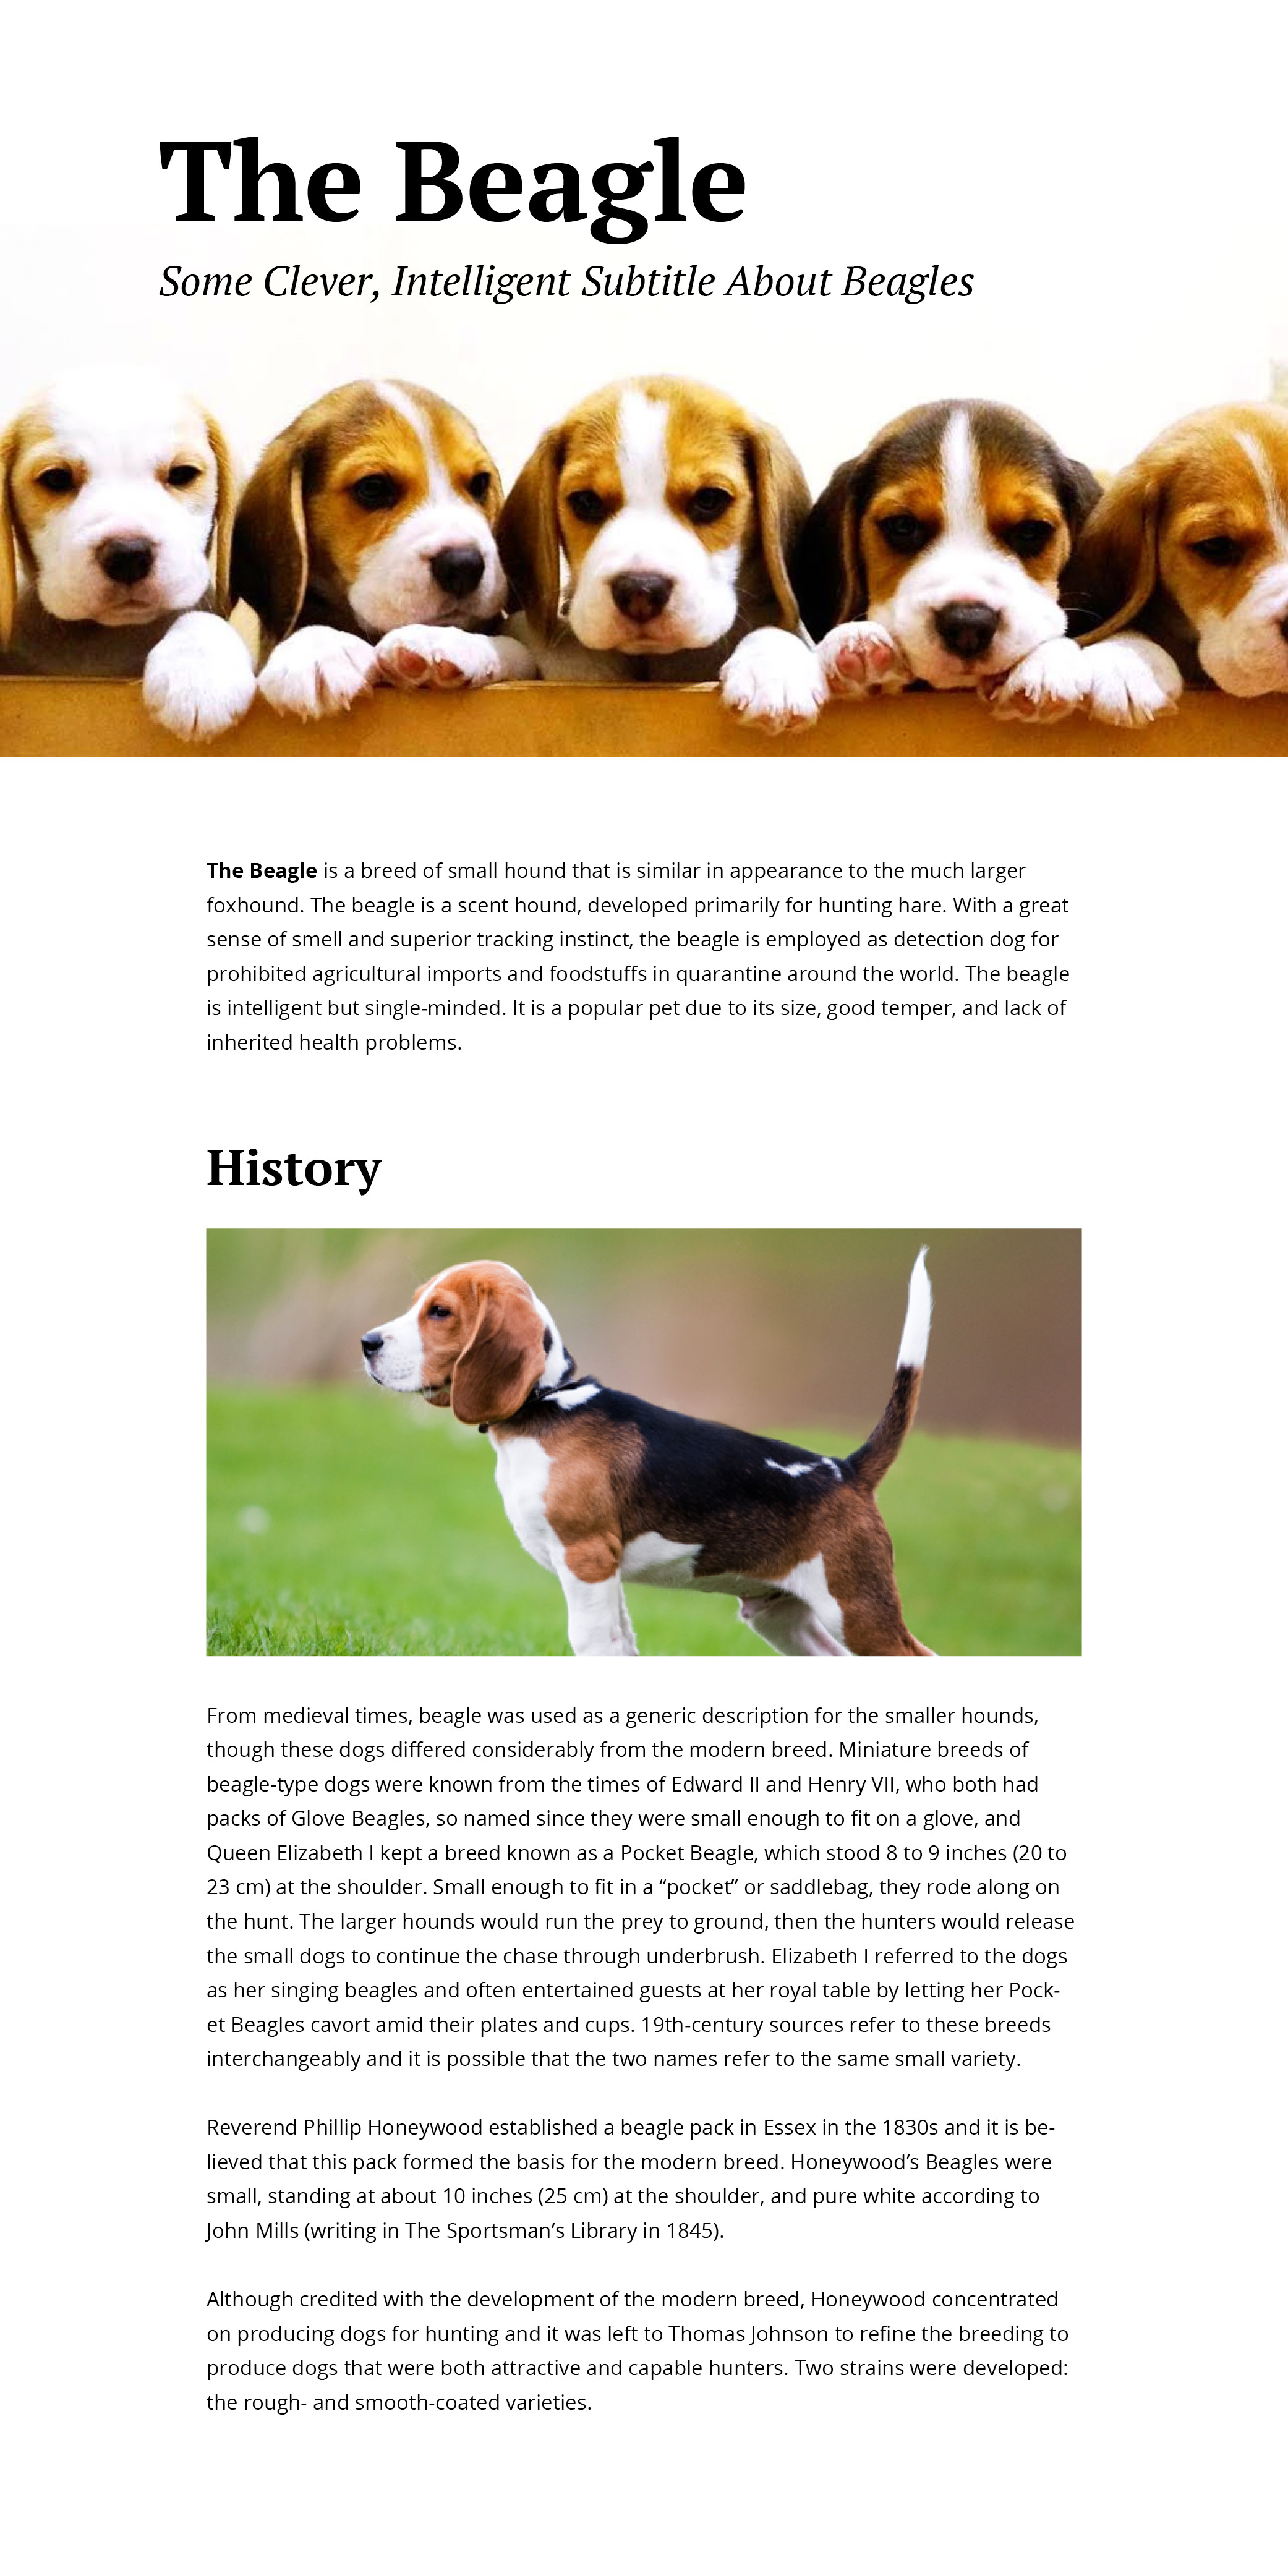 The Beagle
Some Clever, Intelligent Subtitle About Beagles
The Beagle is a breed of small hound that is similar in appearance to the much larger
foxhound. The beagle is a scent hound, developed primarily for hunting hare. With a great
sense of smell and superior tracking instinct, the beagle is employed as detection dog for
prohibited agricultural imports and foodstuffs in quarantine around the world. The beagle
is intelligent but single-minded. It is a popular pet due to its size, good temper, and lack of
inherited health problems.
History
From medieval times, beagle was used as a generic description for the smaller hounds,
though these dogs differed considerably from the modern breed. Miniature breeds of
beagle-type dogs were known from the times of Edward II and Henry VII, who both had
packs of Glove Beagles, so named since they were small enough to fit on a glove, and
Queen Elizabeth I kept a breed known as a Pocket Beagle, which stood 8 to 9 inches (20 to
23 cm) at the shoulder. Small enough to fit in a “pocket” or saddlebag, they rode along on
the hunt. The larger hounds would run the prey to ground, then the hunters would release
the small dogs to continue the chase through underbrush. Elizabeth I referred to the dogs
as her singing beagles and often entertained guests at her royal table by letting her Pock-
et Beagles cavort amid their plates and cups. 19th-century sources refer to these breeds
interchangeably and it is possible that the two names refer to the same small variety.
Reverend Phillip Honeywood established a beagle pack in Essex in the 1830s and it is be-
lieved that this pack formed the basis for the modern breed. Honeywood’s Beagles were
small, standing at about 10 inches (25 cm) at the shoulder, and pure white according to
John Mills (writing in The Sportsman’s Library in 1845).
Although credited with the development of the modern breed, Honeywood concentrated
on producing dogs for hunting and it was left to Thomas Johnson to refine the breeding to
produce dogs that were both attractive and capable hunters. Two strains were developed:
the rough- and smooth-coated varieties.